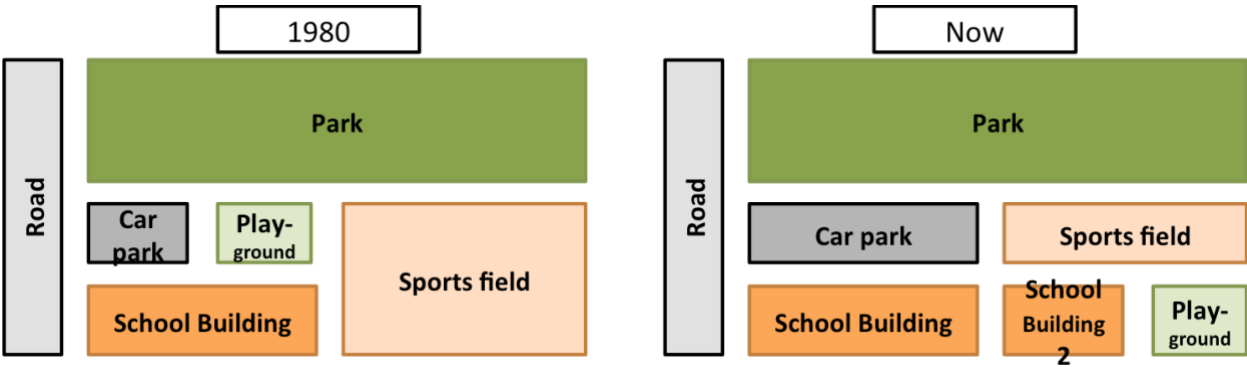 1980
Now
Road
Park
Car
park
Play-
ground
Sports field
School Building
Road
Park
Car park
Sports field
School Building
School
Building
2
Play-
ground